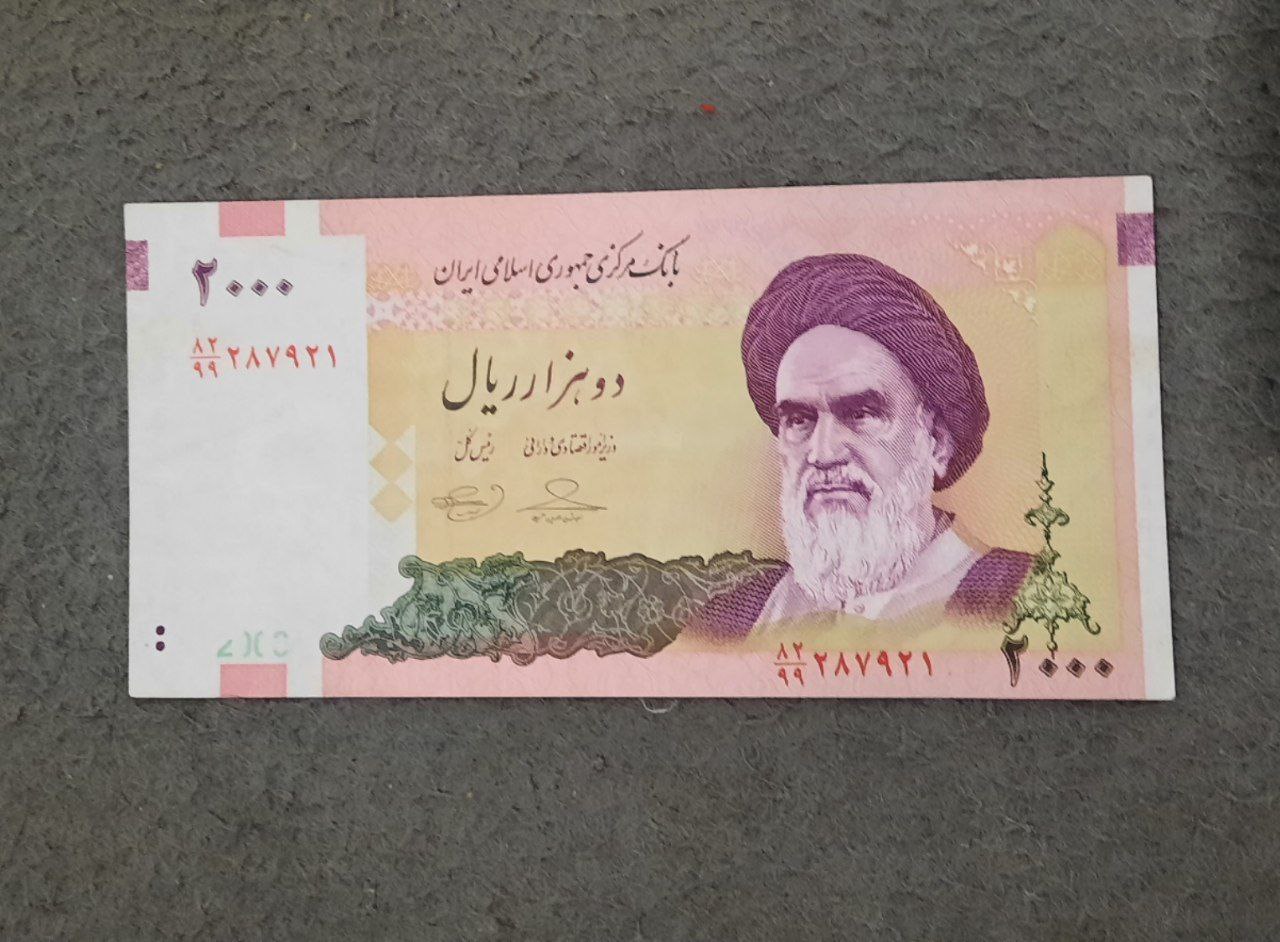 بانک مرکزی جمهوری اسلامی ایران
۲۰۰۰
۸۲/۹۹ ۲۸۷۹۲۱
دو هزار ریال
وزیر امور اقتصادی و دارائی رئیس کل
۸۲/۹۹ ۲۸۷۹۲۱
۲۰۰۰